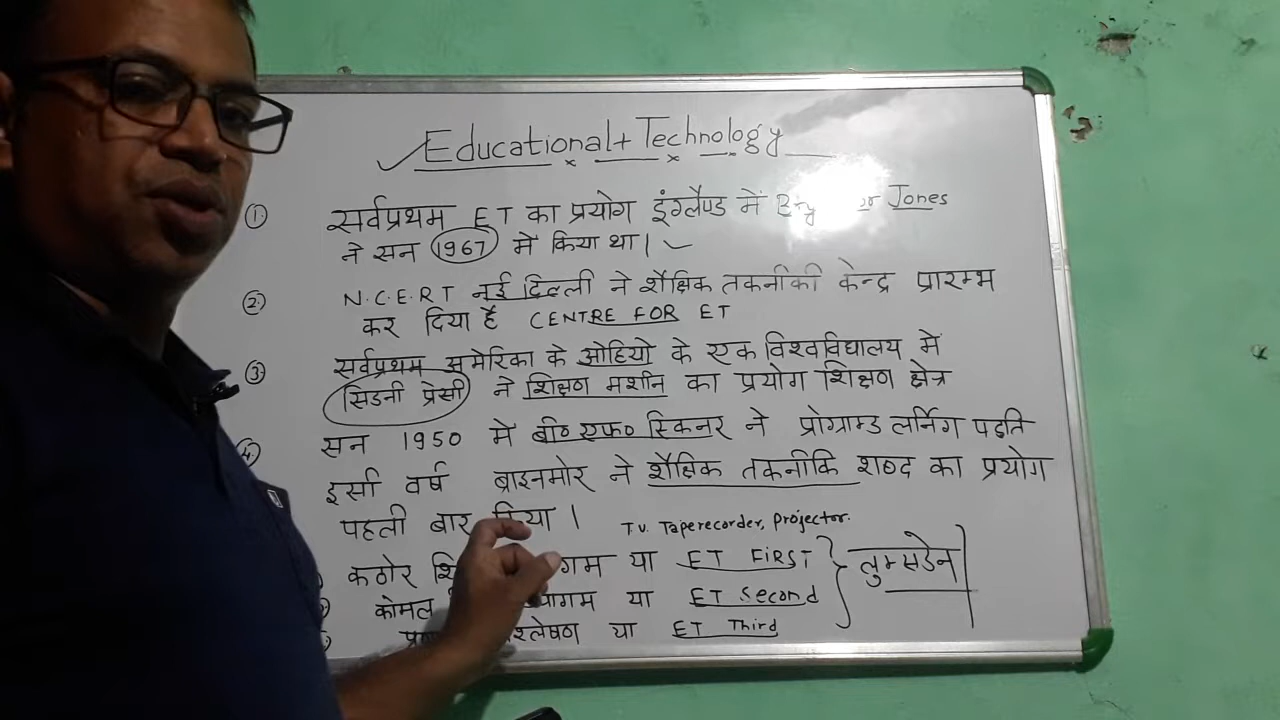 Educational + Technology
① सर्वप्रथम ET का प्रयोग इंग्लैण्ड में Jones
ने सन 1967 में किया था। ✓
②. N.C.E.R.T नई दिल्ली ने शैक्षिक तकनीकी केन्द्र प्रारम्भ
कर दिया है CENTRE FOR ET
③ सर्वप्रथम अमेरिका के ओहियो के एक विश्वविद्यालय में
सिडनी प्रेसी ने शिक्षण मशीन का प्रयोग शिक्षण क्षेत्र
④. सन 1950 में बी० एफ० स्किनर ने प्रोग्राम्ड लर्निंग पद्धति
इसी वर्ष ब्राइनमोर ने शैक्षिक तकनीकि शब्द का प्रयोग
पहली बार किया।
T.V. Taperecorder, Projector.
कठोर या ET FIRST
कोमल या ET Second
या ET Third
लुम्सडेन